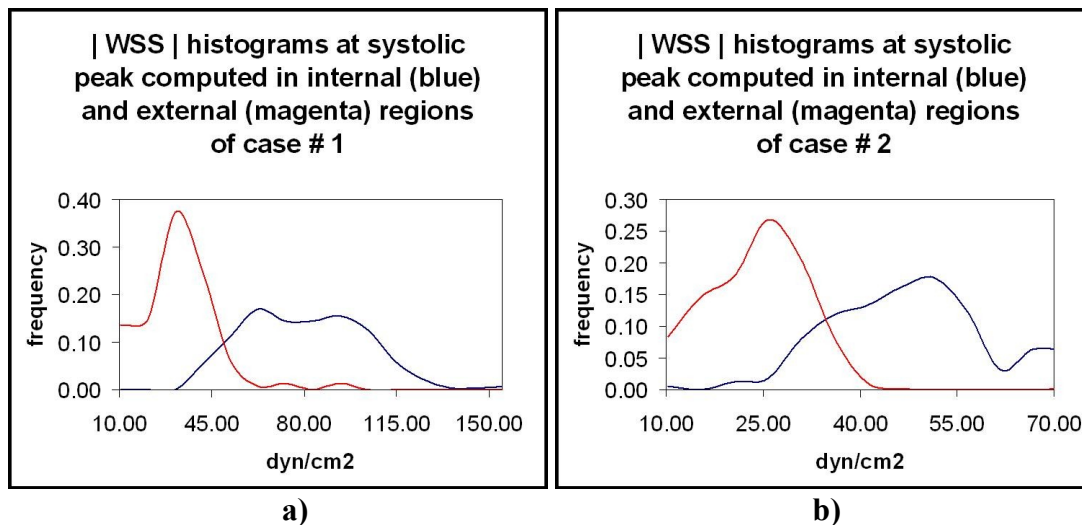 | WSS | histograms at systolic
peak computed in internal (blue)
and external (magenta) regions
of case # 1
0.40
0.30
0.20
0.10
0.00
frequency
10.00 45.00 80.00 115.00 150.00
dyn/cm2
a)
| WSS | histograms at systolic
peak computed in internal (blue)
and external (magenta) regions
of case # 2
0.30
0.25
0.20
0.15
0.10
0.05
0.00
frequency
10.00 25.00 40.00 55.00 70.00
dyn/cm2
b)